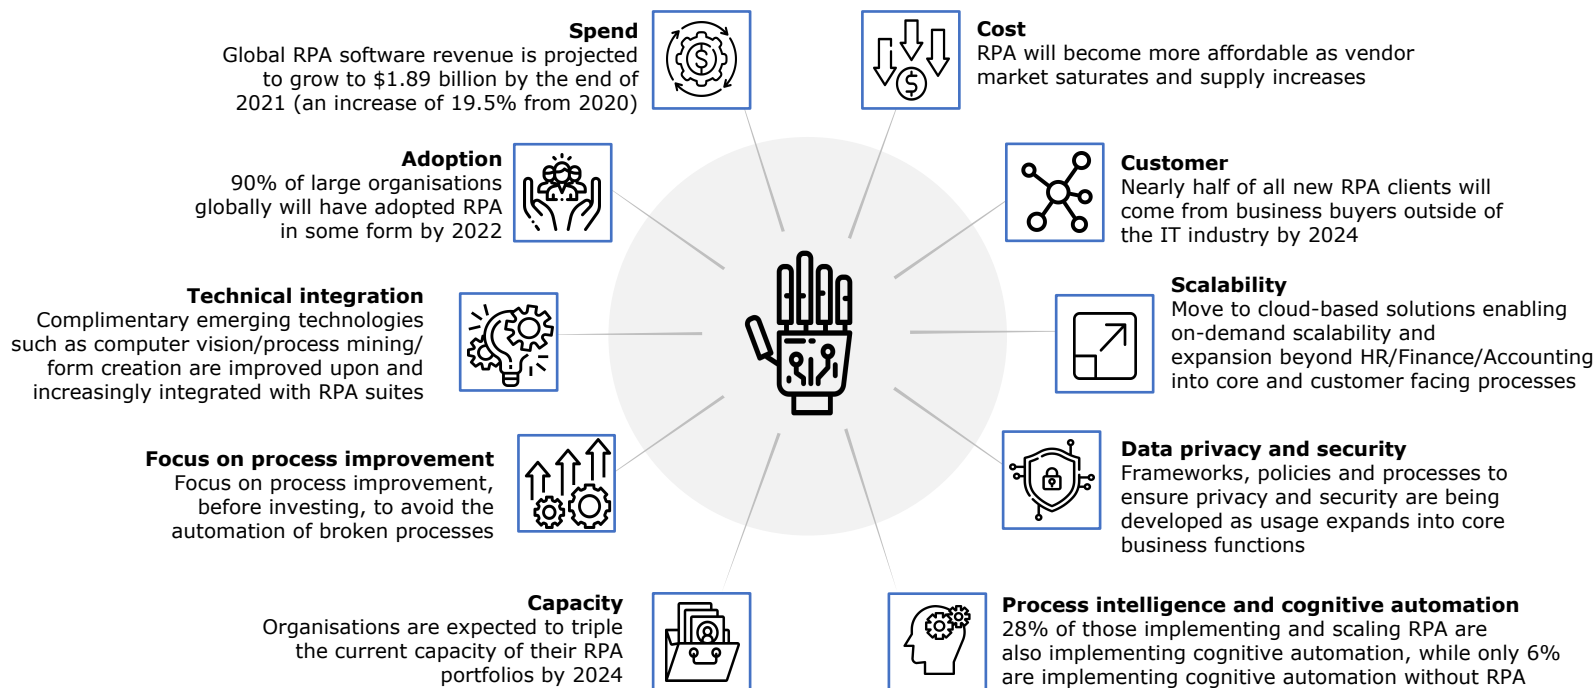 Spend
Global RPA software revenue is projected
to grow to $1.89 billion by the end of
2021 (an increase of 19.5% from 2020)
Cost
RPA will become more affordable as vendor
market saturates and supply increases
Adoption
90% of large organisations
globally will have adopted RPA
in some form by 2022
Customer
Nearly half of all new RPA clients will
come from business buyers outside of
the IT industry by 2024
Technical integration
Complimentary emerging technologies
such as computer vision/process mining/
form creation are improved upon and
increasingly integrated with RPA suites
Scalability
Move to cloud-based solutions enabling
on-demand scalability and
expansion beyond HR/Finance/Accounting
into core and customer facing processes
Focus on process improvement
Focus on process improvement,
before investing, to avoid the
automation of broken processes
Data privacy and security
Frameworks, policies and processes to
ensure privacy and security are being
developed as usage expands into core
business functions
Capacity
Organisations are expected to triple
the current capacity of their RPA
portfolios by 2024
Process intelligence and cognitive automation
28% of those implementing and scaling RPA are
also implementing cognitive automation, while only 6%
are implementing cognitive automation without RPA